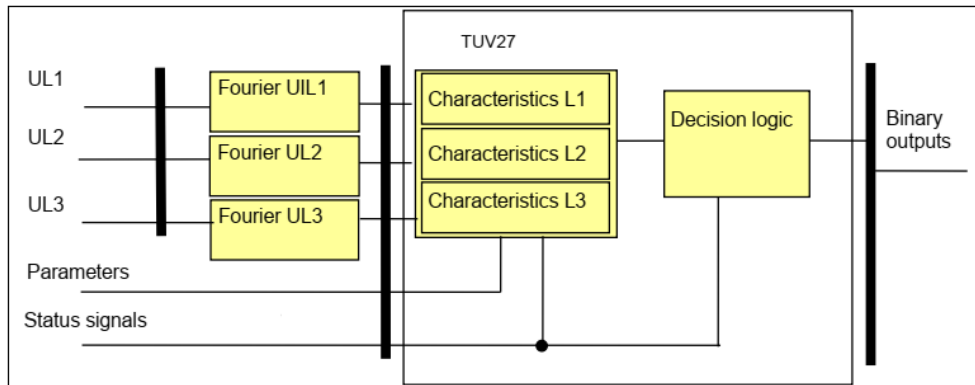 TUV27
UL1
Fourier UIL1
Characteristics L1
Decision logic
Binary
outputs
UL2
Fourier UL2
Characteristics L2
UL3
Fourier UL3
Characteristics L3
Parameters
Status signals